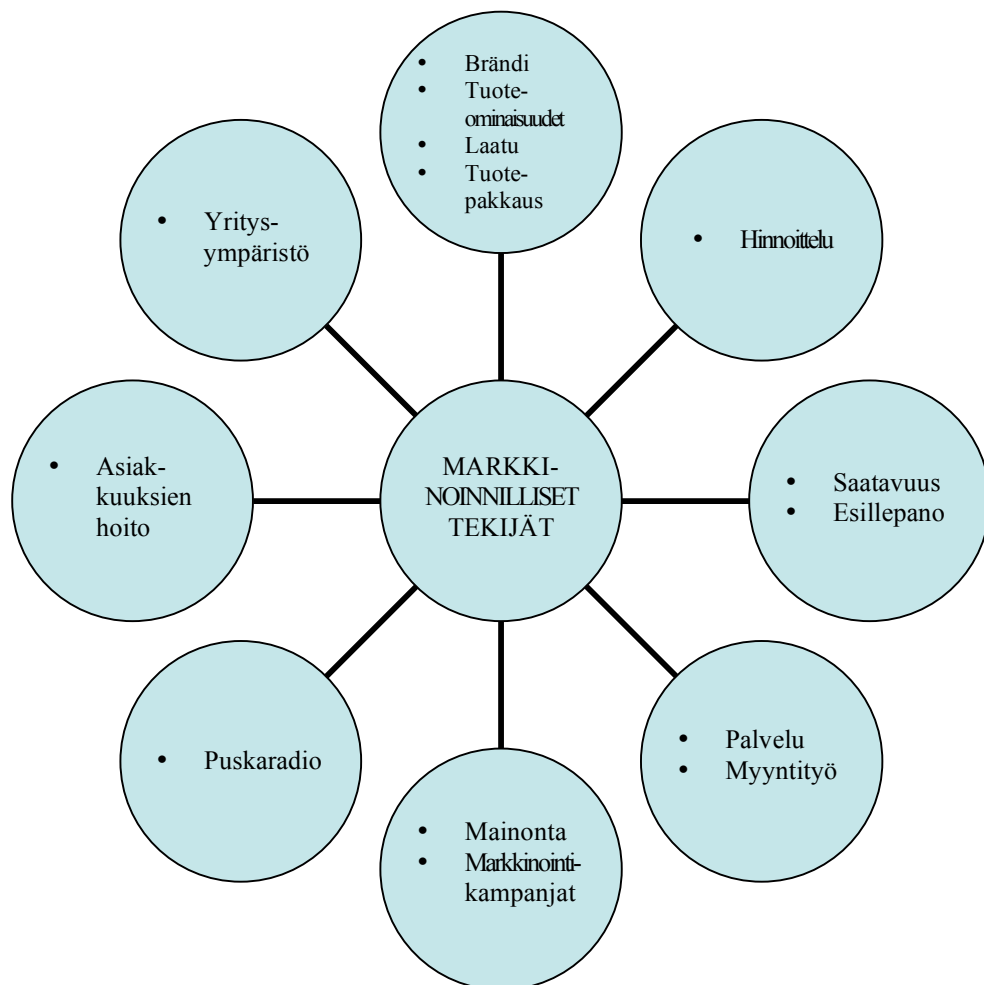 • Brändi
• Tuote-
ominaisuudet
• Laatu
• Tuote-
pakkaus
• Hinnoittelu
• Saatavuus
• Esillepano
• Palvelu
• Myyntityö
• Mainonta
• Markkinointi-
kampanjat
• Puskaradio
• Asiak-
kuuksien
hoito
• Yritys-
ympäristö
MARKKI-
NOINNILLISET
TEKIJÄT